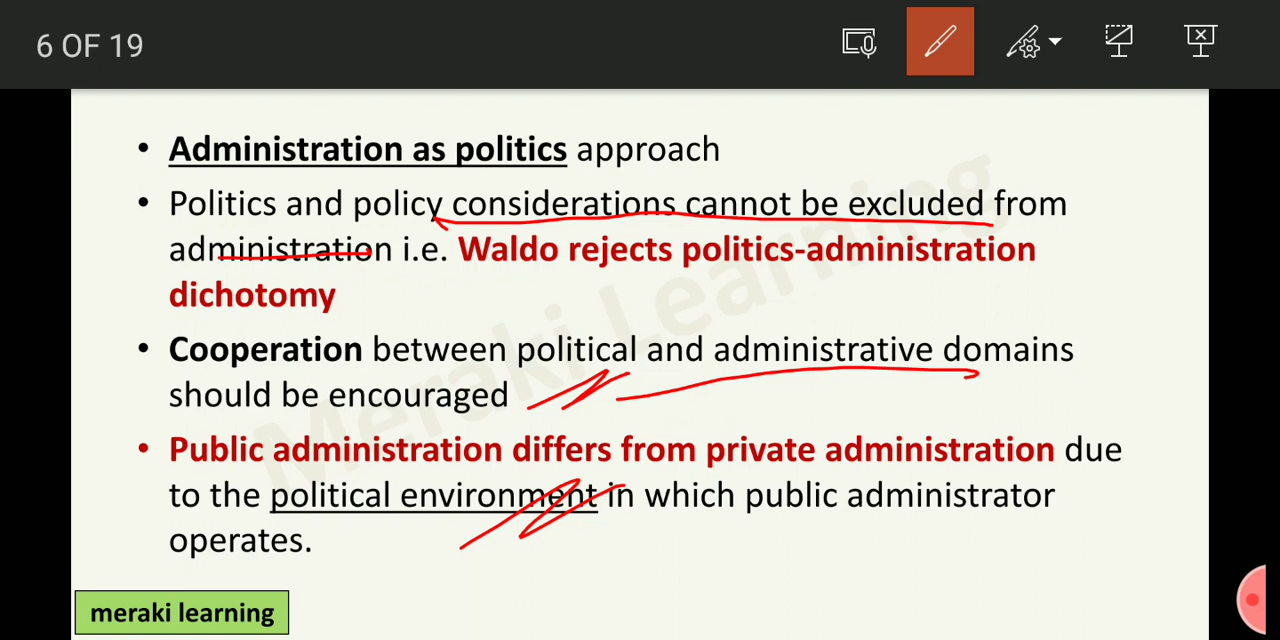 6 OF 19
• Administration as politics approach
• Politics and policy considerations cannot be excluded from
administration i.e. Waldo rejects politics-administration
dichotomy
• Cooperation between political and administrative domains
should be encouraged
• Public administration differs from private administration due
to the political environment in which public administrator
operates.
Meraki Learning
meraki learning